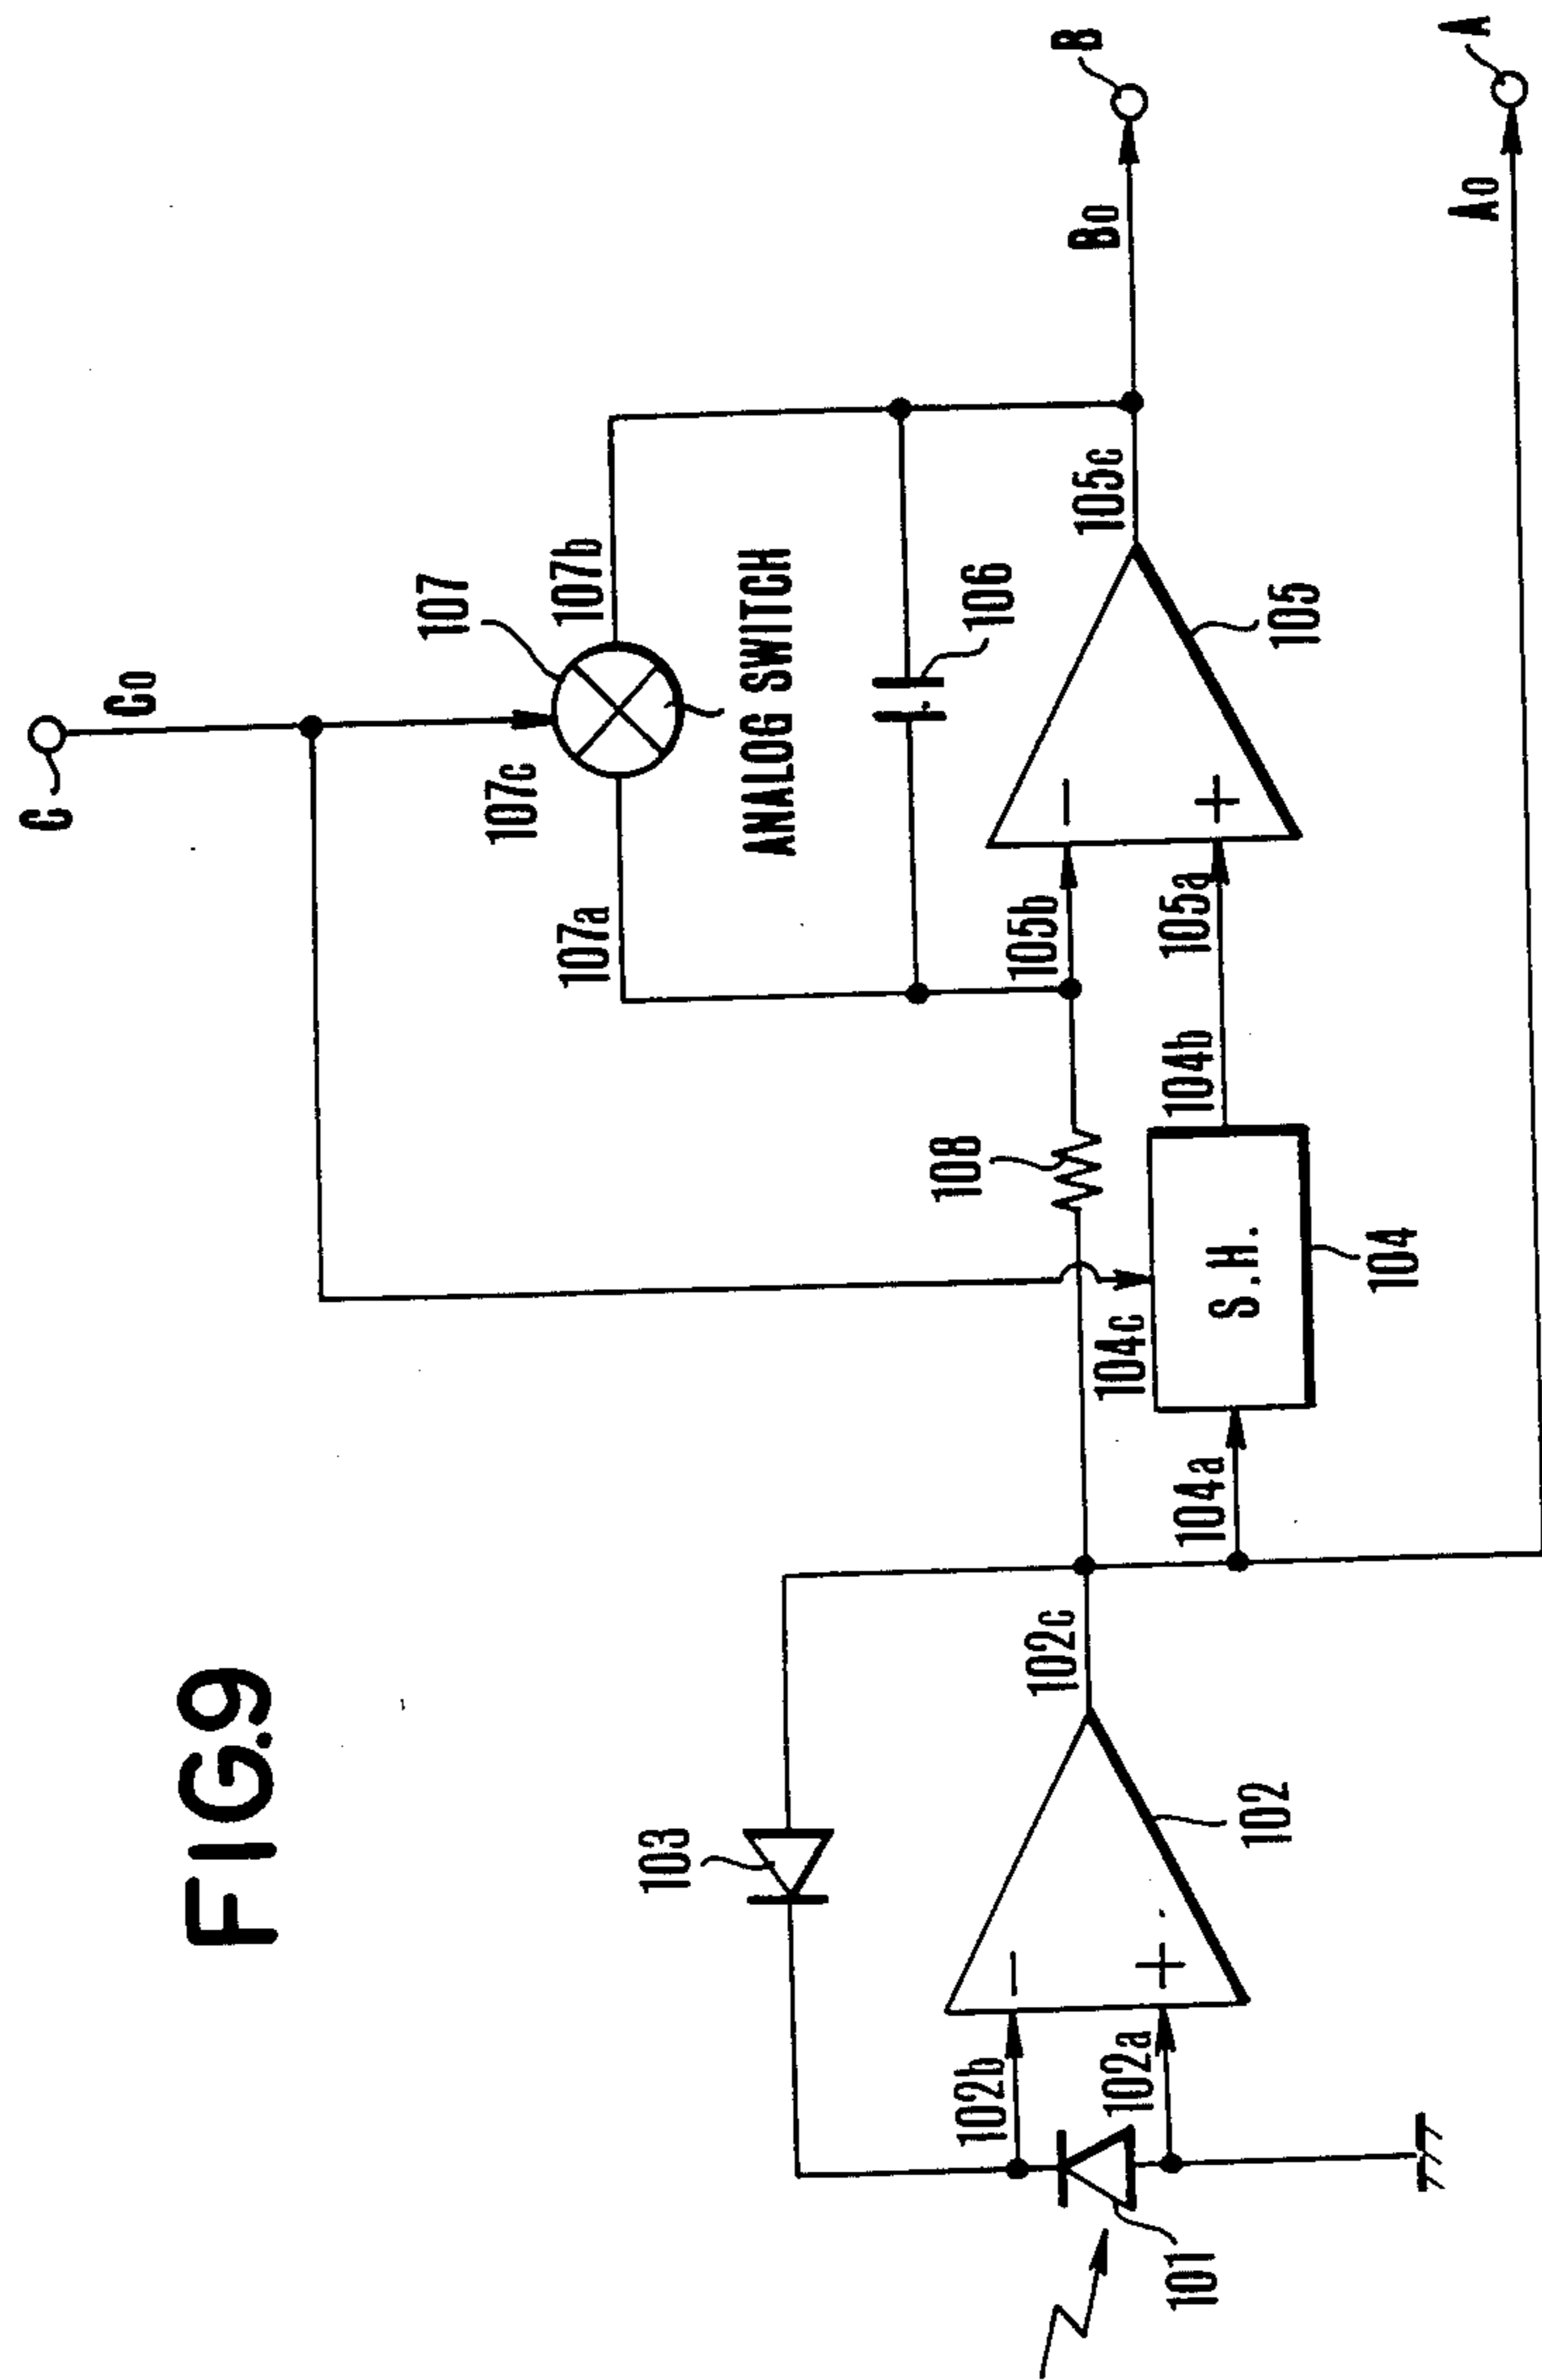 C
Co
FIG.9
107
107c
107a
107b
103
ANALOG SWITCH
106
108
102b
105b
102c
B
Bo
105c
104c
102a
101
104a
104b
105a
S.H.
-
+
-
+
102
105
104
A
Ao